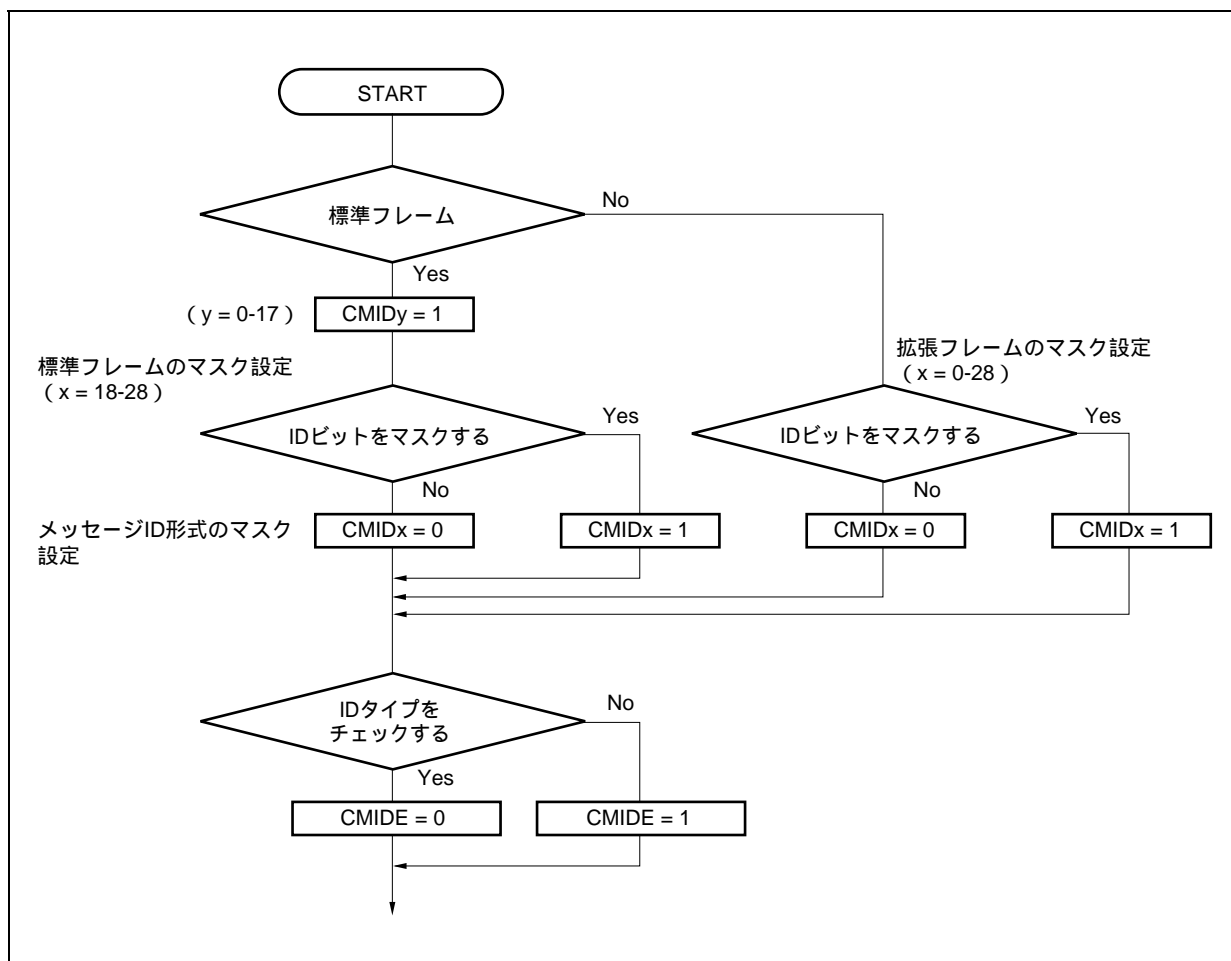 START
標準フレーム
No
Yes
( y = 0-17 )
CMIDy = 1
標準フレームのマスク設定
( x = 18-28 )
拡張フレームのマスク設定
( x = 0-28 )
IDビットをマスクする
Yes
No
IDビットをマスクする
Yes
No
メッセージID形式のマスク
設定
CMIDx = 0
CMIDx = 1
CMIDx = 0
CMIDx = 1
IDタイプを
チェックする
No
Yes
CMIDE = 0
CMIDE = 1